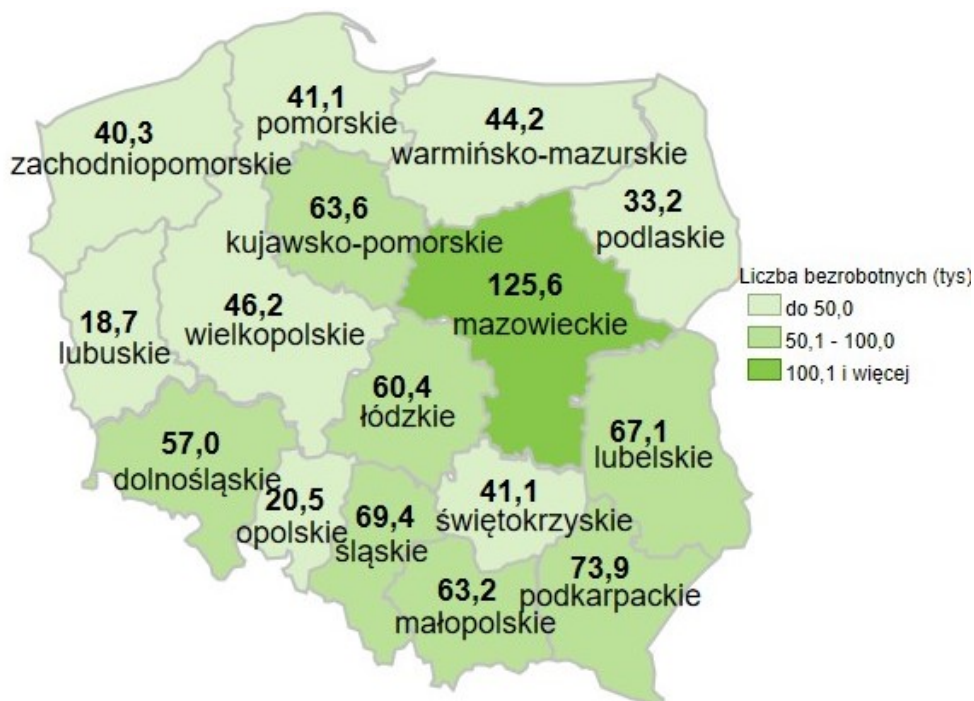 41,1
pomorskie
40,3
zachodniopomorskie
44,2
warmińsko-mazurskie
63,6
kujawsko-pomorskie
33,2
podlaskie
125,6
mazowieckie
18,7
lubuskie
46,2
wielkopolskie
60,4
łódzkie
57,0
dolnośląskie
67,1
lubelskie
20,5
opolskie
69,4
śląskie
41,1
świętokrzyskie
63,2
małopolskie
73,9
podkarpackie
Liczba bezrobotnych (tys)
do 50,0
50,1 - 100,0
100,1 i więcej